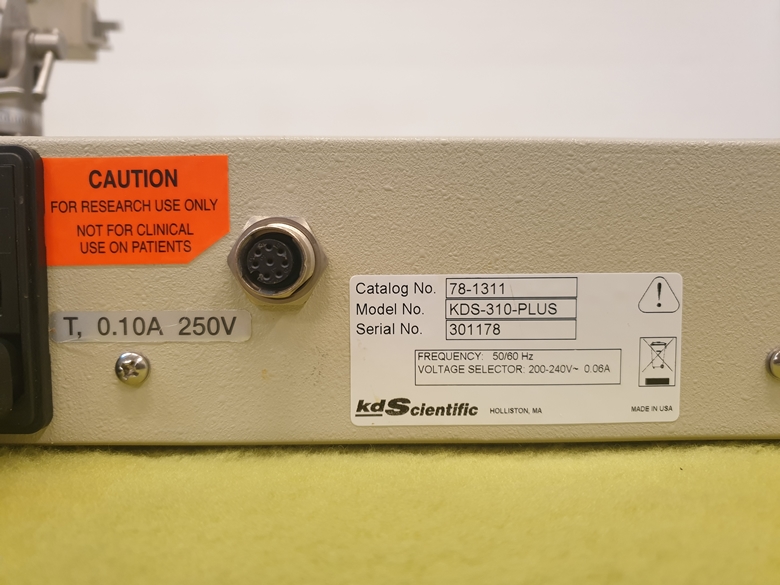 CAUTION
FOR RESEARCH USE ONLY
NOT FOR CLINICAL
USE ON PATIENTS
T, 0.10A 250V
Catalog No. 78-1311
Model No. KDS-310-PLUS
Serial No. 301178
FREQUENCY: 50/60 Hz
VOLTAGE SELECTOR: 200-240V~ 0.06A
kdScientific HOLLISTON, MA
MADE IN USA